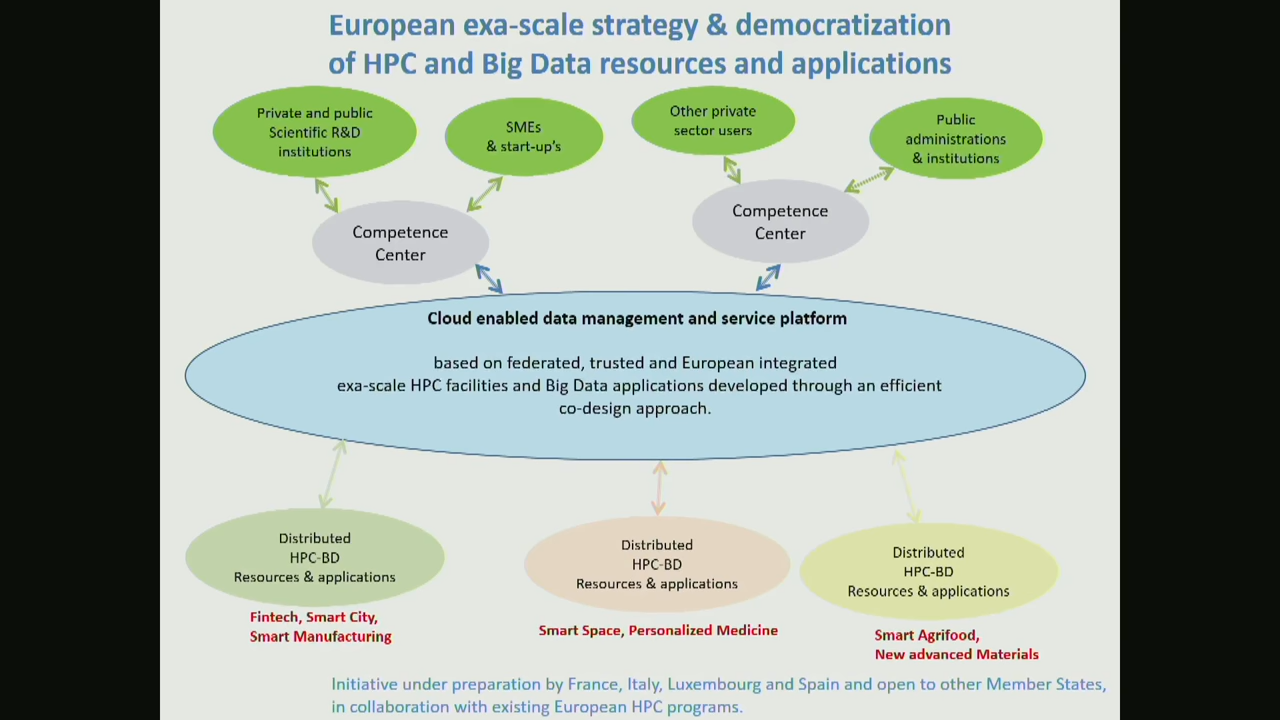 European exa-scale strategy & democratization
of HPC and Big Data resources and applications
Private and public
Scientific R&D
institutions
SMEs
& start-up's
Other private
sector users
Public
administrations
& institutions
Competence
Center
Competence
Center
Cloud enabled data management and service platform
based on federated, trusted and European integrated
exa-scale HPC facilities and Big Data applications developed through an efficient
co-design approach.
Distributed
HPC-BD
Resources & applications
Fintech, Smart City,
Smart Manufacturing
Distributed
HPC-BD
Resources & applications
Smart Space, Personalized Medicine
Distributed
HPC-BD
Resources & applications
Smart Agrifood,
New advanced Materials
Initiative under preparation by France, Italy, Luxembourg and Spain and open to other Member States,
in collaboration with existing European HPC programs.